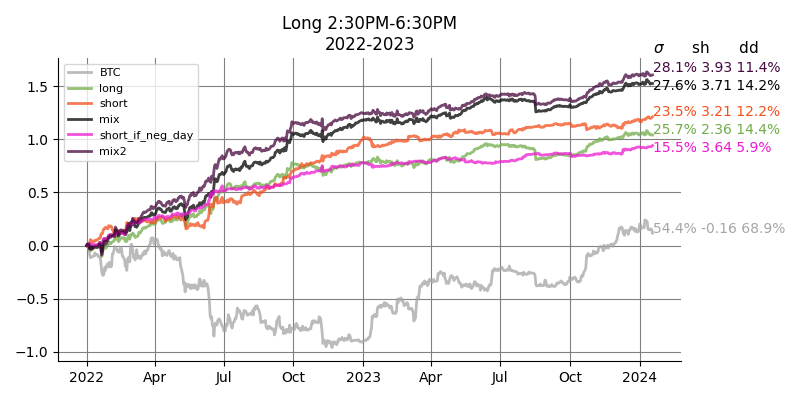 Long 2:30PM-6:30PM
2022-2023
σ sh dd
28.1% 3.93 11.4%
27.6% 3.71 14.2%
23.5% 3.21 12.2%
25.7% 2.36 14.4%
15.5% 3.64 5.9%
54.4% -0.16 68.9%
BTC
long
short
mix
short_if_neg_day
mix2
1.5
1.0
0.5
0.0
−0.5
−1.0
2022 Apr Jul Oct 2023 Apr Jul Oct 2024